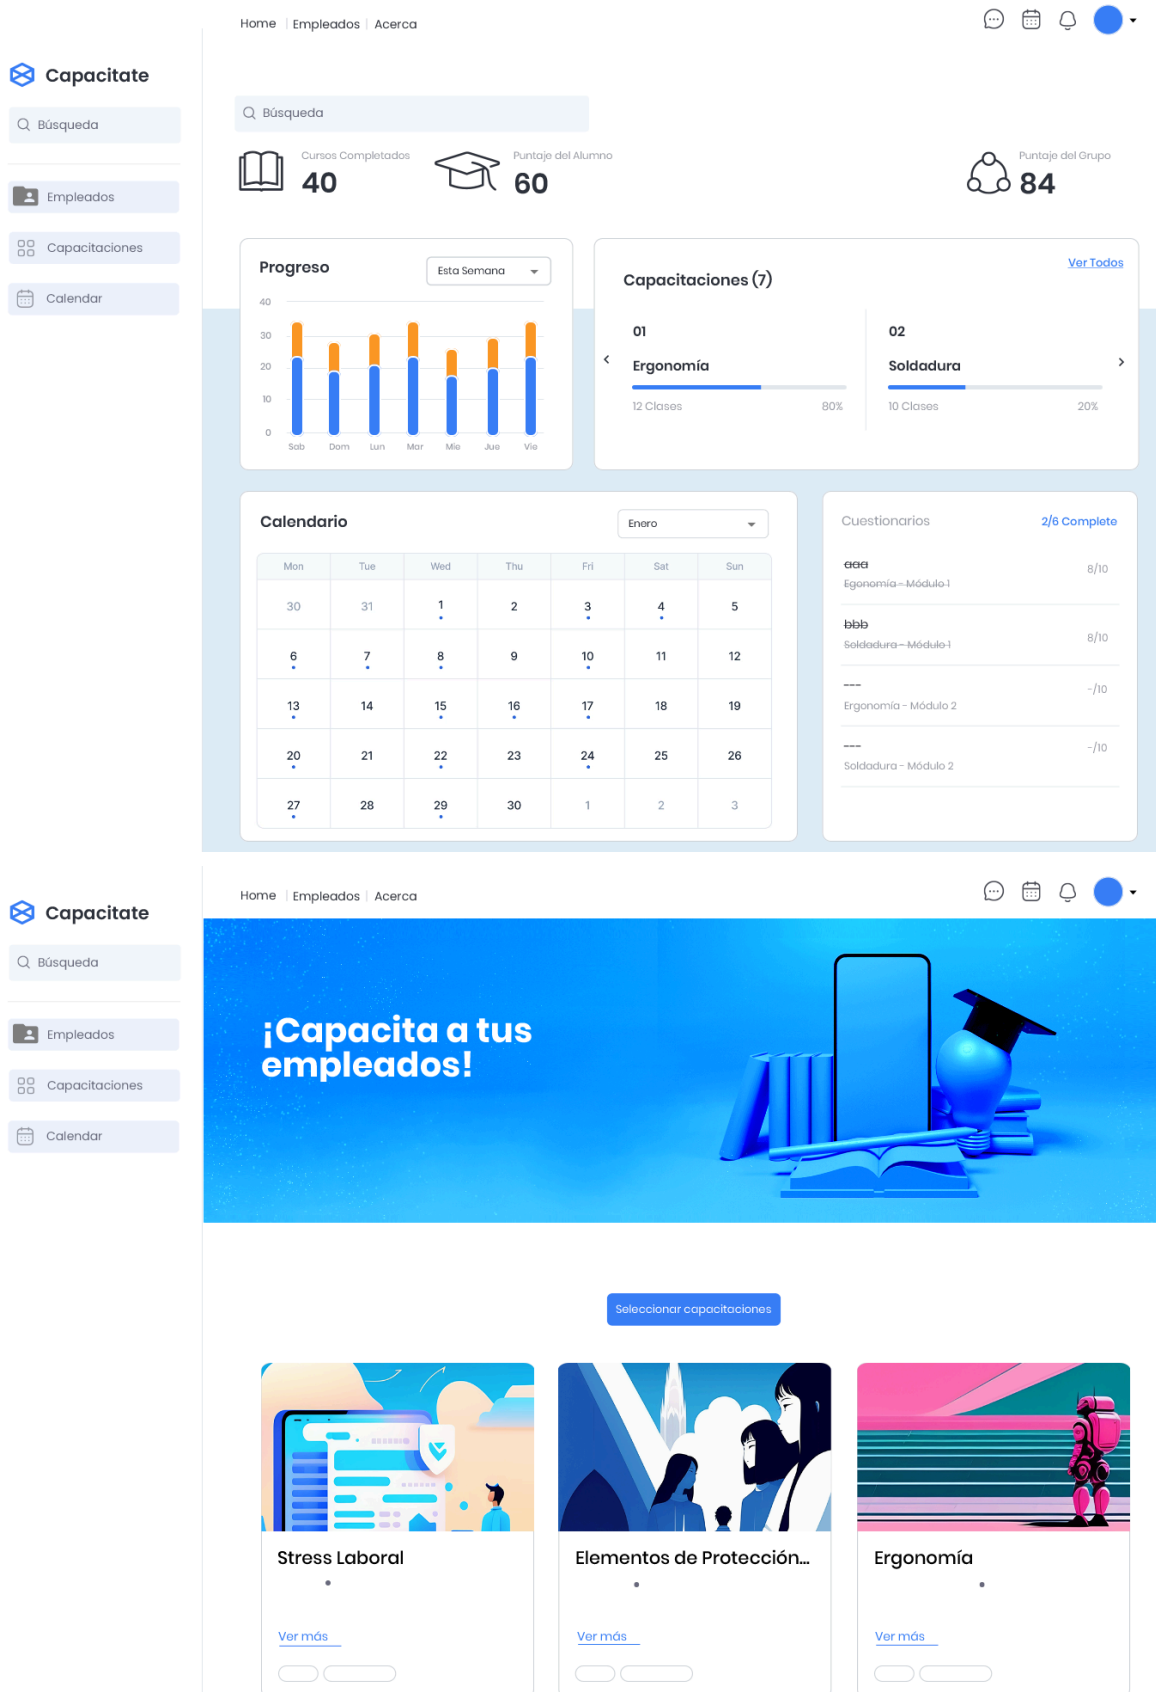 Home Empleados Acerca
Capacitate
Búsqueda
Empleados
Capacitaciones
Calendar
Búsqueda
Cursos Completados
40
Puntaje del Alumno
60
Puntaje del Grupo
84
Progreso
Esta Semana
40
30
20
10
0
Sab Dom Lun Mar Mie Jue Vie
Ver Todos
Capacitaciones (7)
01
Ergonomía
12 Clases 80%
02
Soldadura
10 Clases 20%
Calendario
Enero
Mon Tue Wed Thu Fri Sat Sun
30 31 1 2 3 4 5
6 7 8 9 10 11 12
13 14 15 16 17 18 19
20 21 22 23 24 25 26
27 28 29 30 1 2 3
Cuestionarios 2/6 Complete
aaa 8/10
Egonomía - Módulo 1
bbb 8/10
Soldadura - Módulo 1
--- -/10
Ergonomía - Módulo 2
--- -/10
Soldadura - Módulo 2
Home Empleados Acerca
Capacitate
Búsqueda
Empleados
Capacitaciones
Calendar
¡Capacita a tus
empleados!
Seleccionar capacitaciones
Stress Laboral
Ver más
Elementos de Protección...
Ver más
Ergonomía
Ver más